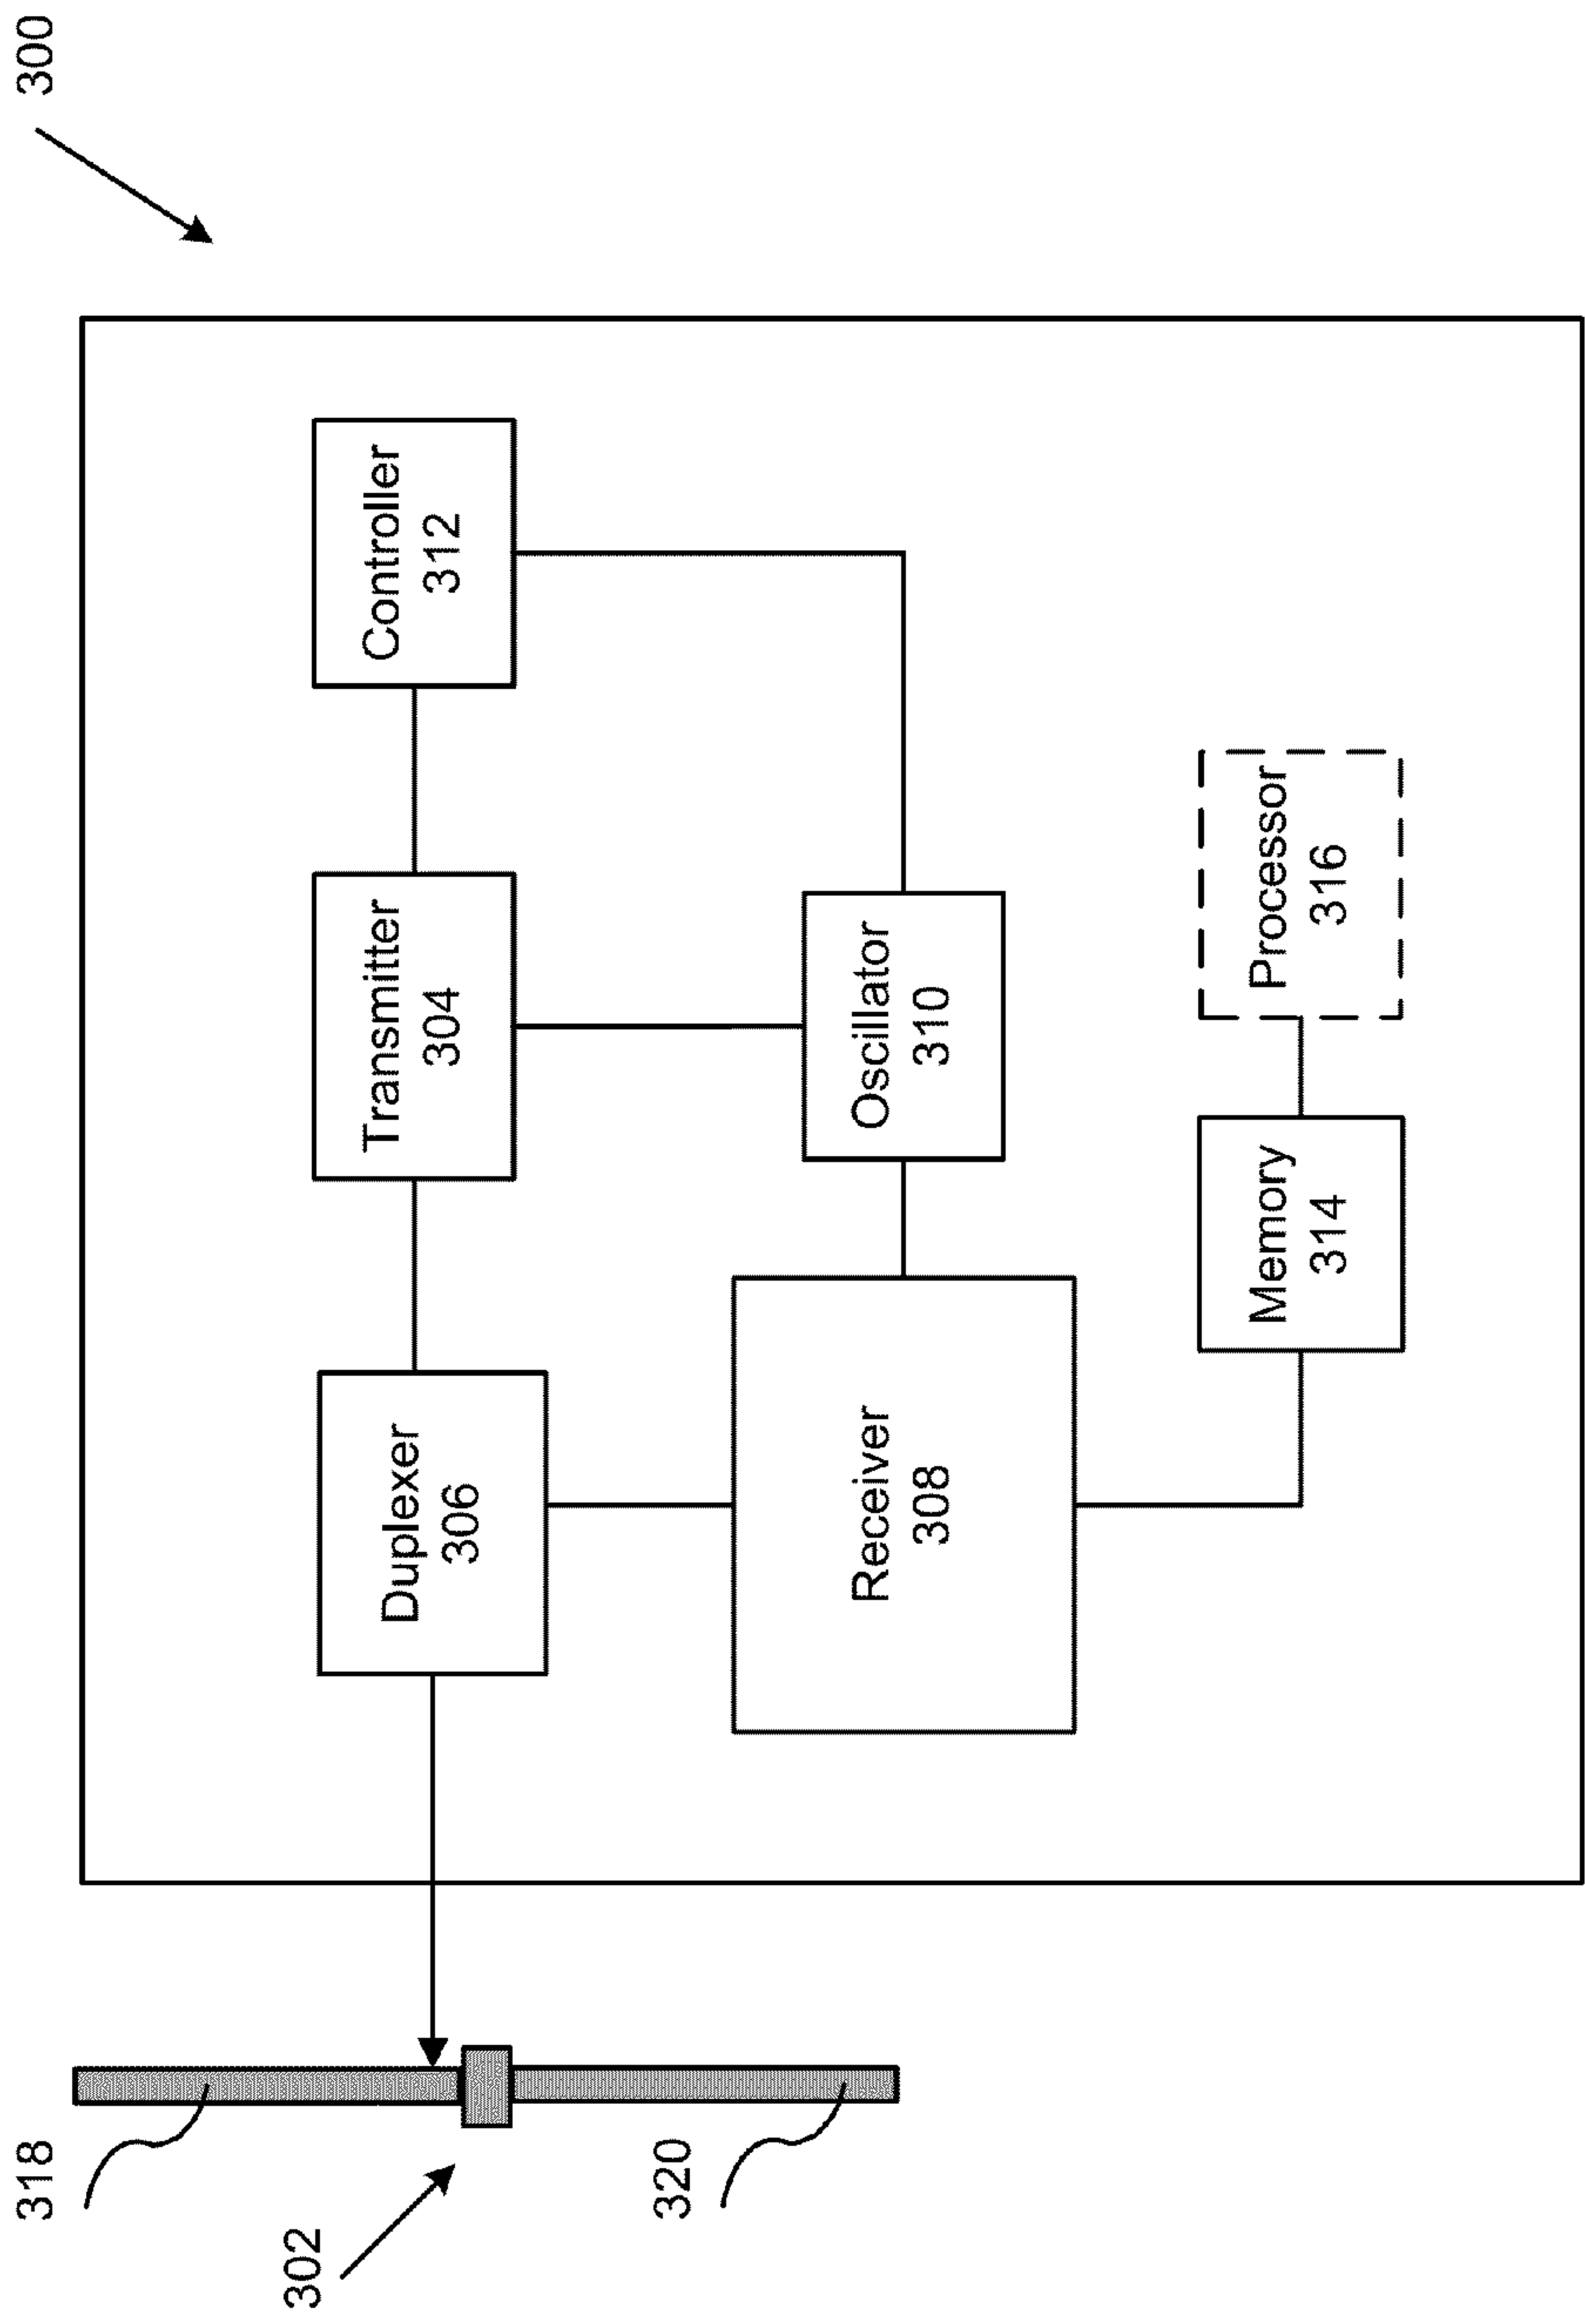 300
318
302
320
Duplexer
306
Transmitter
304
Controller
312
Receiver
308
Oscillator
310
Memory
314
Processor
316